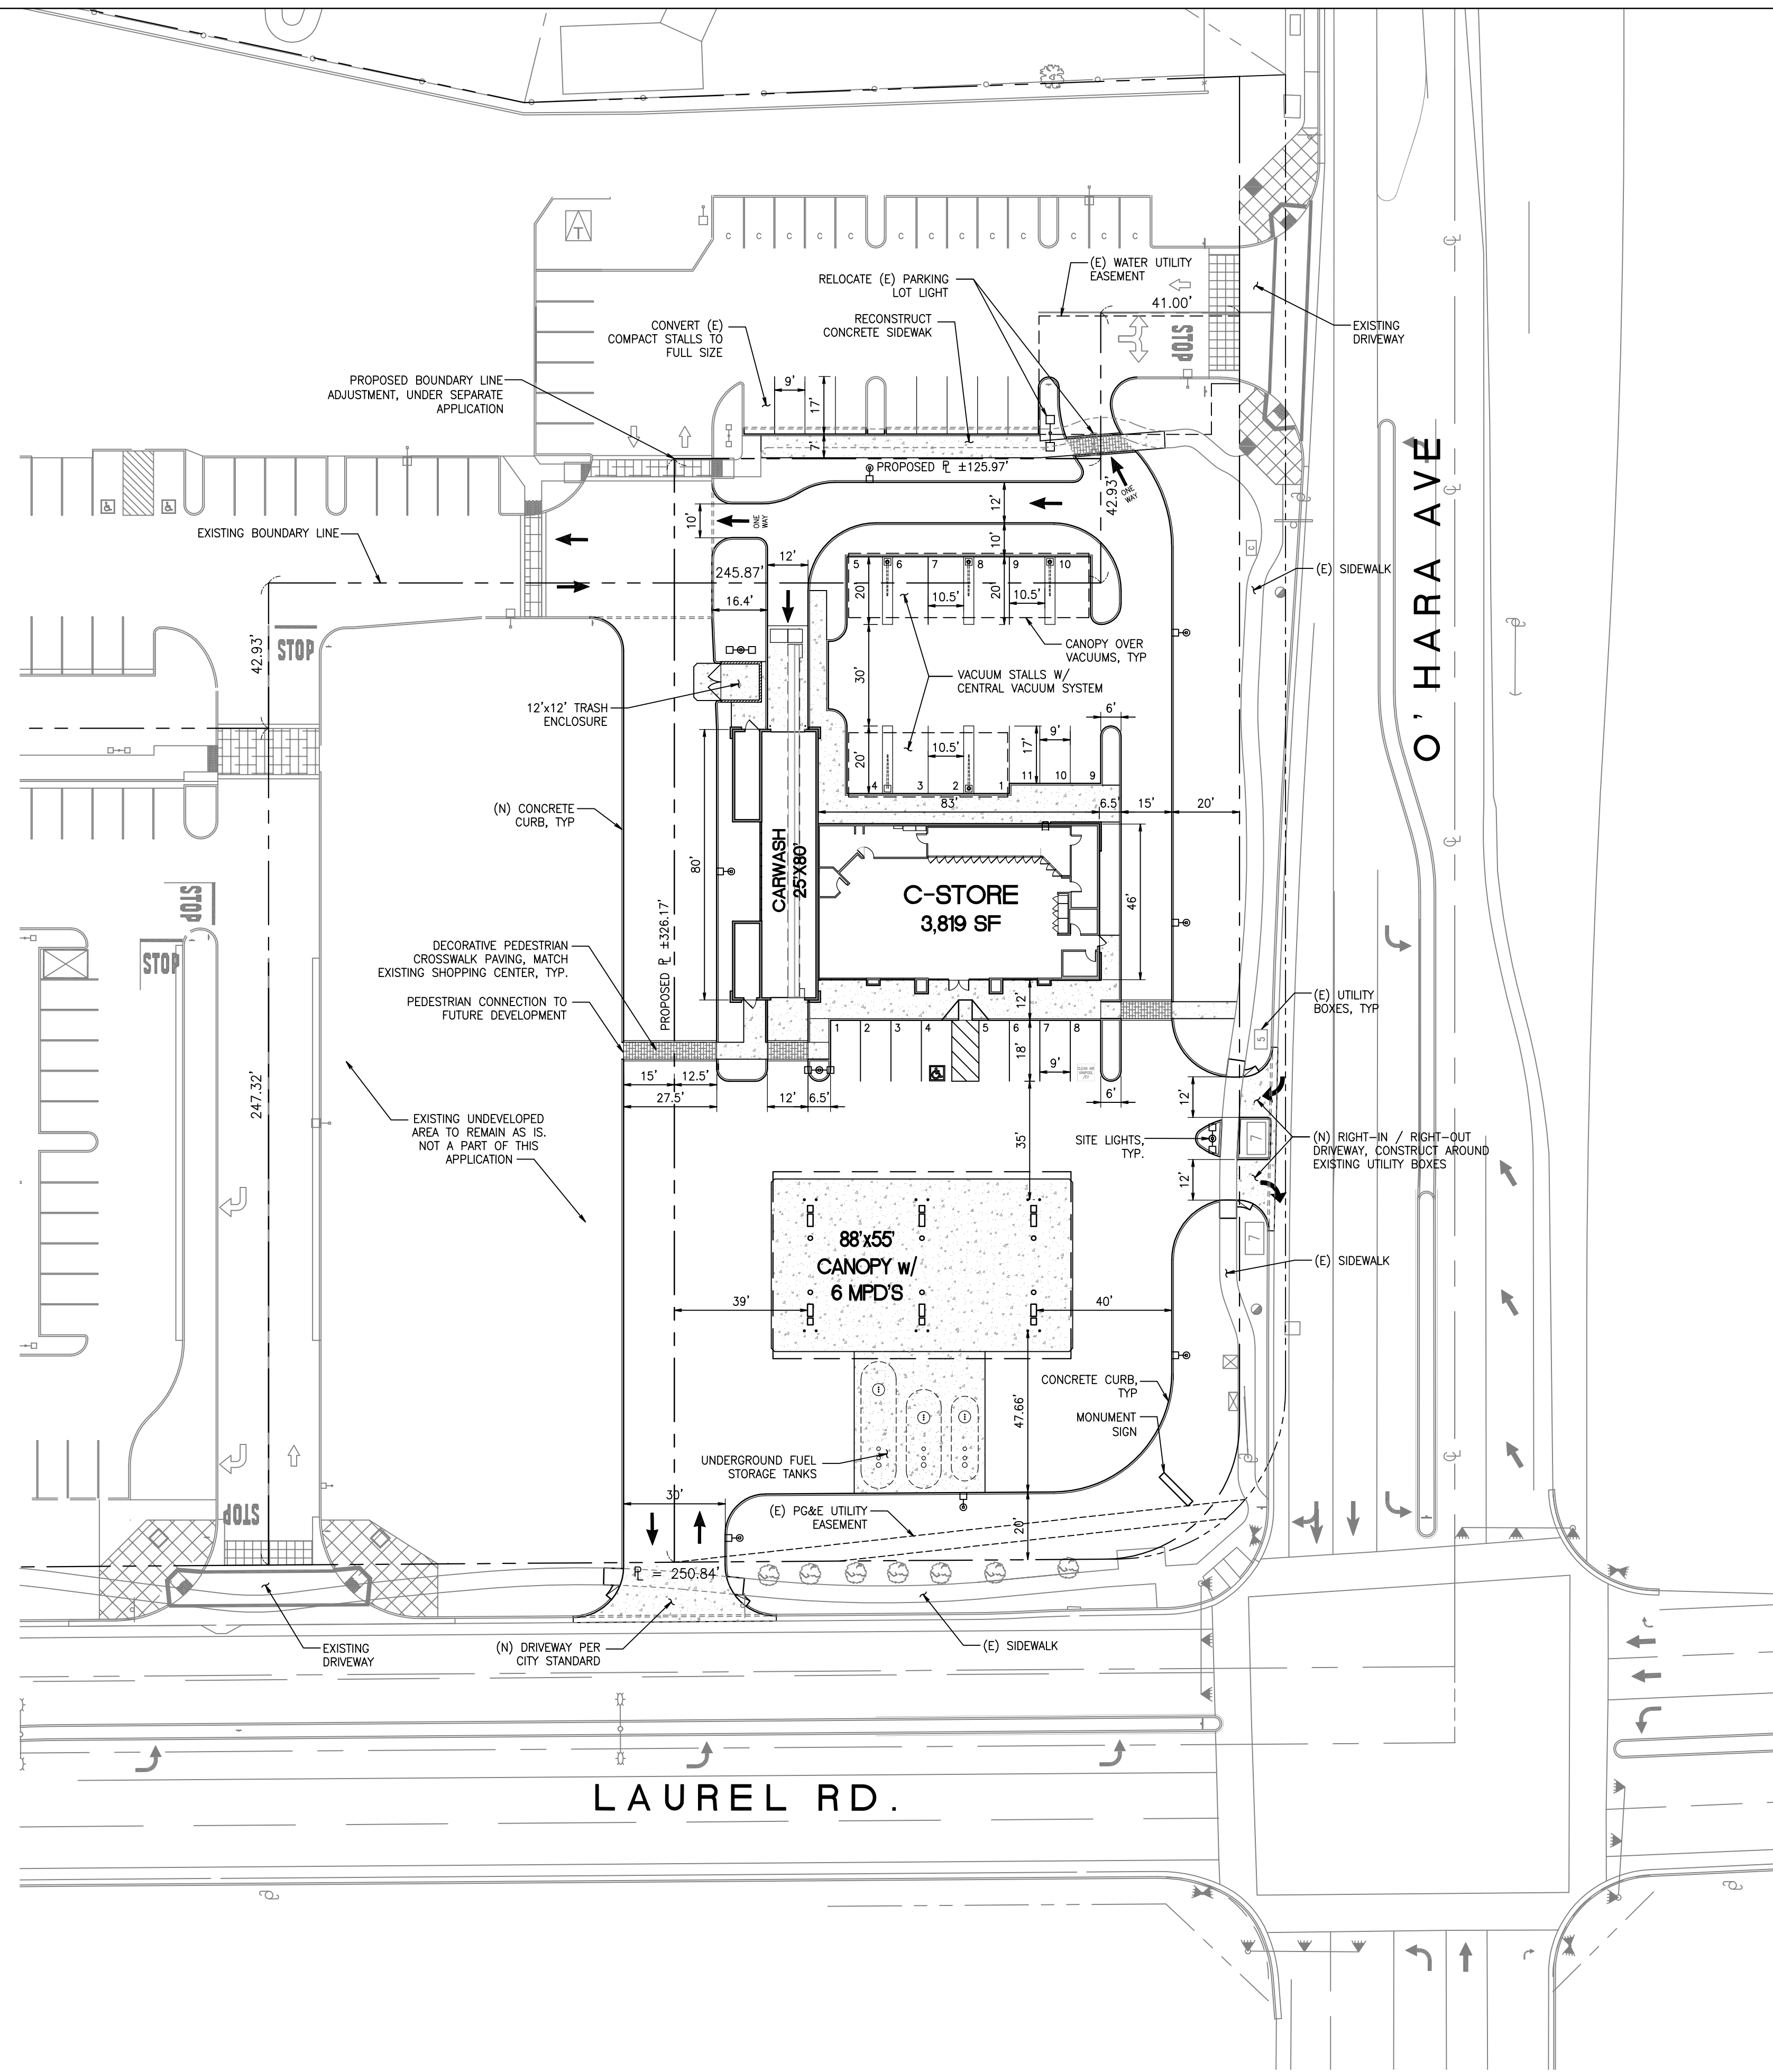 C C C C C C C C C C C C C
(E) WATER UTILITY
EASEMENT
RELOCATE (E) PARKING
LOT LIGHT
41.00'
RECONSTRUCT
CONCRETE SIDEWAK
CONVERT (E)
COMPACT STALLS TO
FULL SIZE
STOP
EXISTING
DRIVEWAY
PROPOSED BOUNDARY LINE
ADJUSTMENT, UNDER SEPARATE
APPLICATION
9'
17'
7'
PROPOSED PL ±125.97'
42.93'
ONE
WAY
12'
10'
ONE
WAY
10'
EXISTING BOUNDARY LINE
12'
245.87'
16.4'
5 6 7 8 9 10
20'
10.5'
20'
10.5'
C
(E) SIDEWALK
O' HARA AVE
42.93'
STOP
CANOPY OVER
VACUUMS, TYP
30'
VACUUM STALLS W/
CENTRAL VACUUM SYSTEM
12'x12' TRASH
ENCLOSURE
6'
20'
10.5'
17'
9'
4 3 2 1
11 10 9
83'
6.5'
15'
20'
(N) CONCRETE
CURB, TYP
80'
CARWASH
25'X80'
C-STORE
3,819 SF
46'
STOP
STOP
PROPOSED PL ±326.17'
DECORATIVE PEDESTRIAN
CROSSWALK PAVING, MATCH
EXISTING SHOPPING CENTER, TYP.
PEDESTRIAN CONNECTION TO
FUTURE DEVELOPMENT
12'
(E) UTILITY
BOXES, TYP
5
1 2 3 4 5 6 7 8
18'
9'
CLEAN AIR
VANPOOL
/EV
15'
12.5'
27.5'
12'
6.5'
6'
12'
247.32'
EXISTING UNDEVELOPED
AREA TO REMAIN AS IS.
NOT A PART OF THIS
APPLICATION
35'
SITE LIGHTS,
TYP.
7
(N) RIGHT-IN / RIGHT-OUT
DRIVEWAY, CONSTRUCT AROUND
EXISTING UTILITY BOXES
12'
88'x55'
CANOPY w/
6 MPD'S
7
(E) SIDEWALK
39'
40'
CONCRETE CURB,
TYP
47.66'
MONUMENT
SIGN
UNDERGROUND FUEL
STORAGE TANKS
30'
(E) PG&E UTILITY
EASEMENT
20'
STOP
PL = 250.84'
EXISTING
DRIVEWAY
(N) DRIVEWAY PER
CITY STANDARD
(E) SIDEWALK
LAUREL RD.